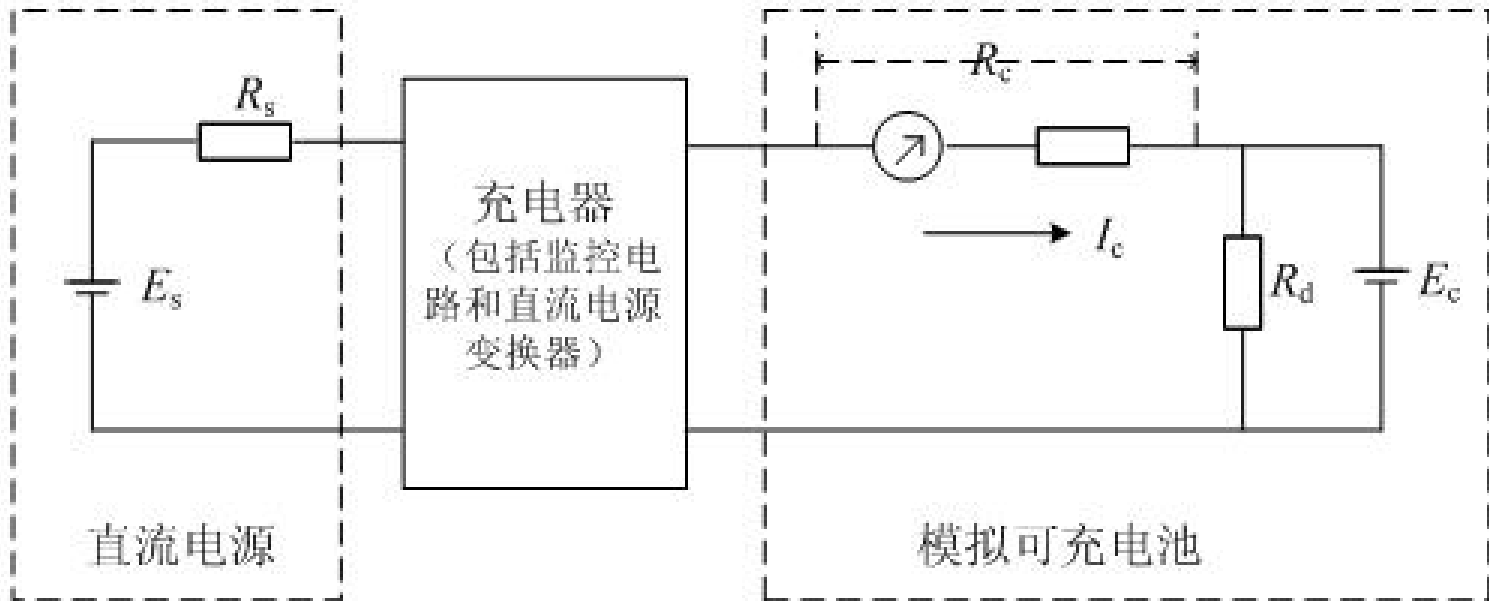 R_s
E_s
充电器
（包括监控电
路和直流电源
变换器）
R_c
I_c
R_d
E_c
直流电源
模拟可充电池